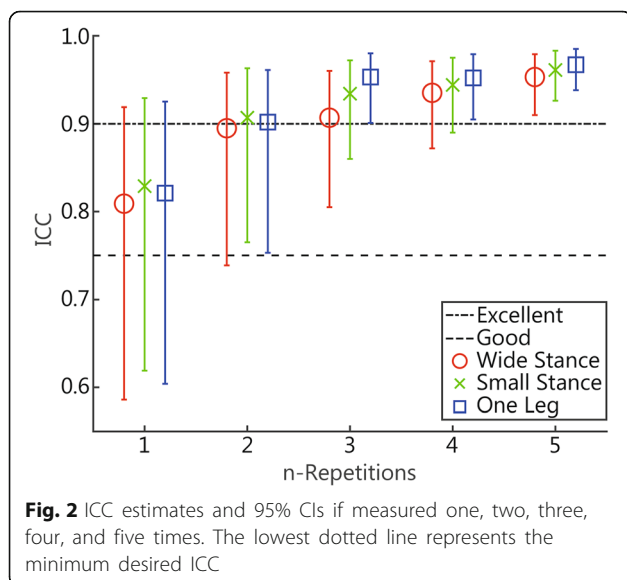 1.0
0.9
0.8
0.7
0.6
ICC
Excellent
Good
Wide Stance
Small Stance
One Leg
1 2 3 4 5
n-Repetitions
Fig. 2 ICC estimates and 95% CIs if measured one, two, three,
four, and five times. The lowest dotted line represents the
minimum desired ICC